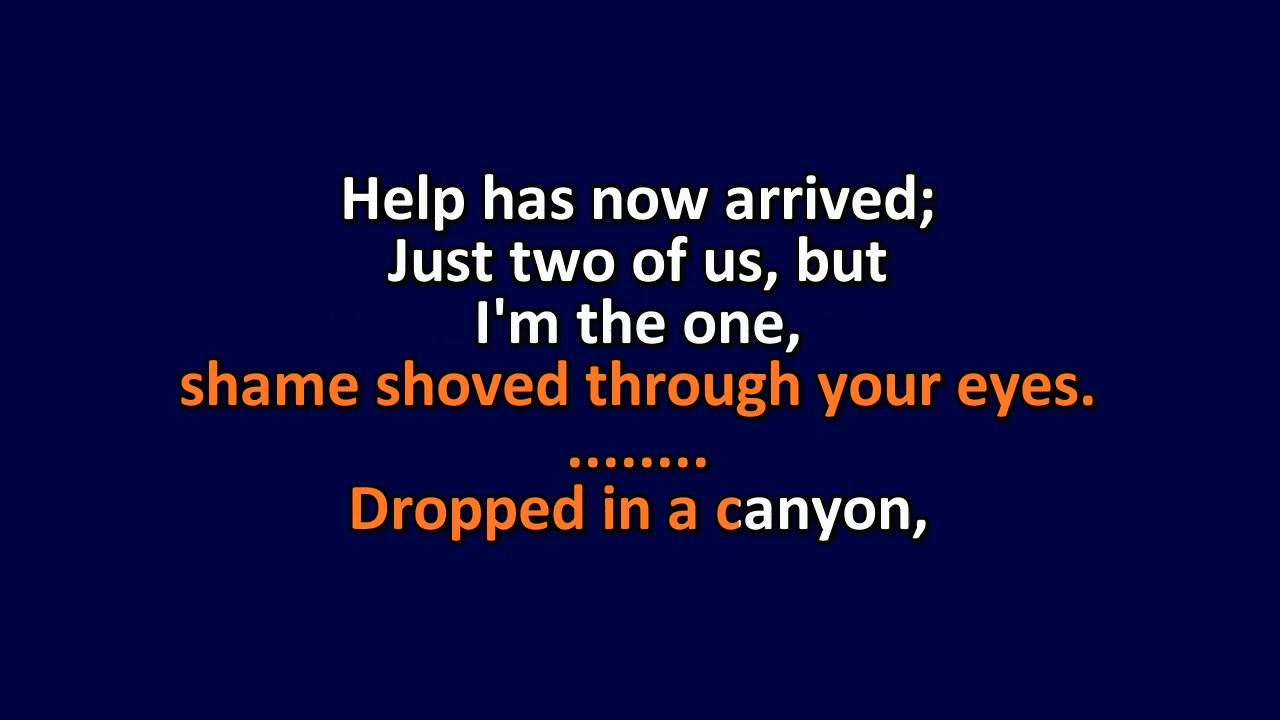 Help has now arrived;
Just two of us, but
I'm the one,
shame shoved through your eyes.
........
Dropped in a canyon,